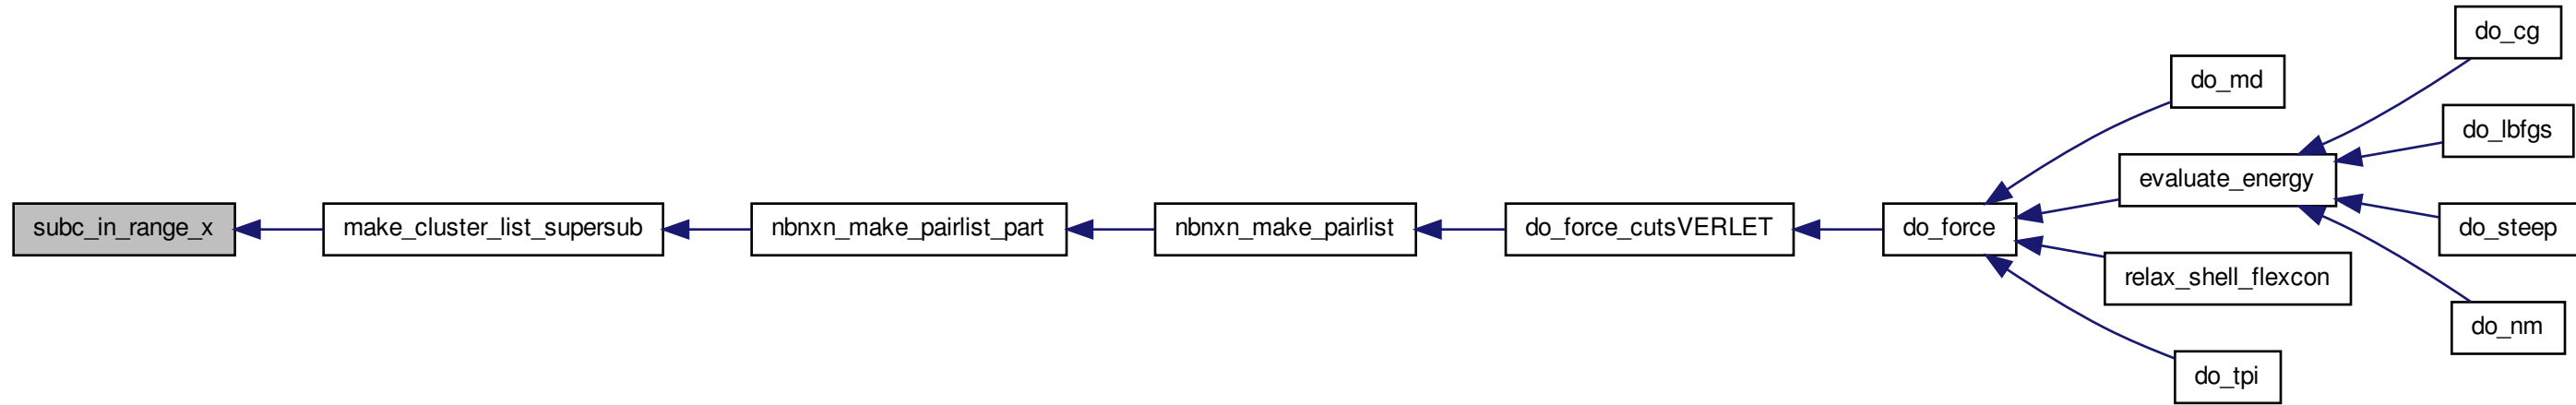 subc_in_range_x
make_cluster_list_supersub
nbnxn_make_pairlist_part
nbnxn_make_pairlist
do_force_cutsVERLET
do_force
do_md
evaluate_energy
relax_shell_flexcon
do_tpi
do_cg
do_lbfgs
do_steep
do_nm